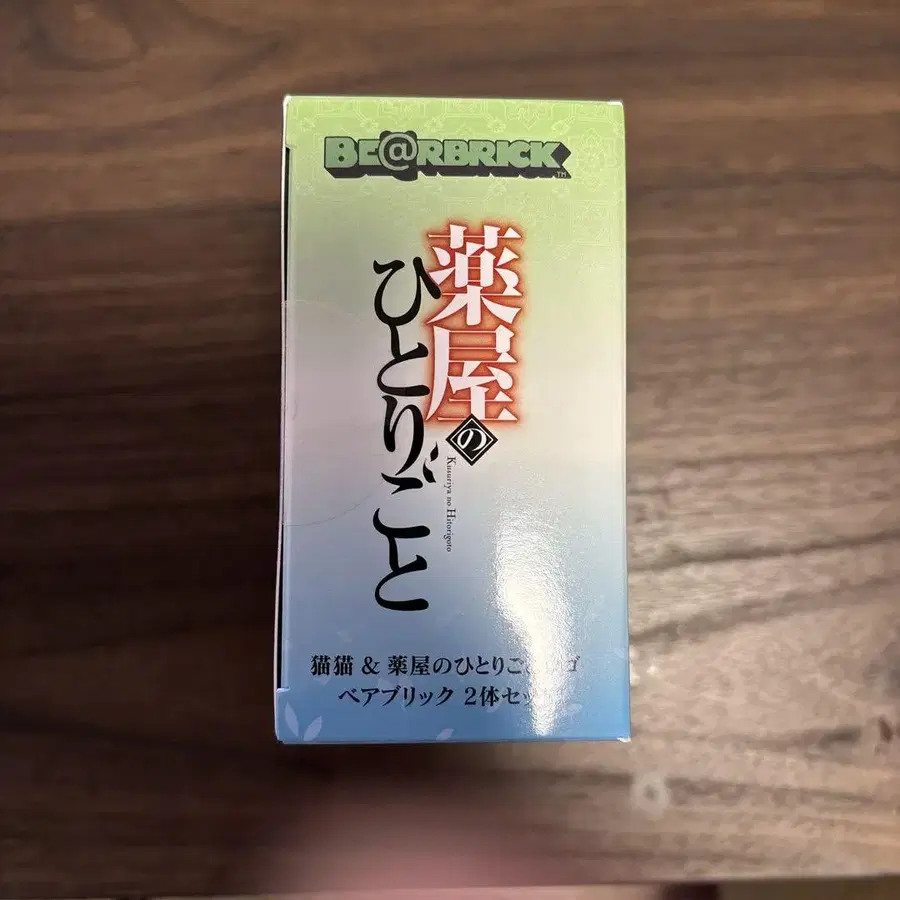 BE@RBRICK
TM
薬屋の
ひとりごと
Kusuriya no Hitorigoto
猫猫 & 薬屋のひとりご
ベアブリック 2体セッ